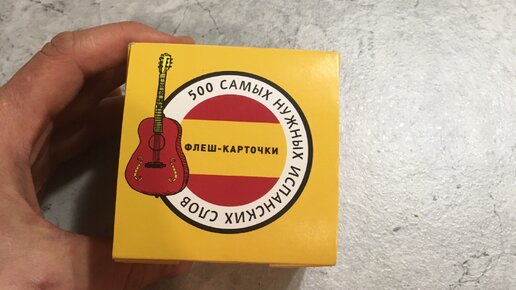 500 САМЫХ НУЖНЫХ ИСПАНСКИХ СЛОВ
ФЛЕШ-КАРТОЧКИ